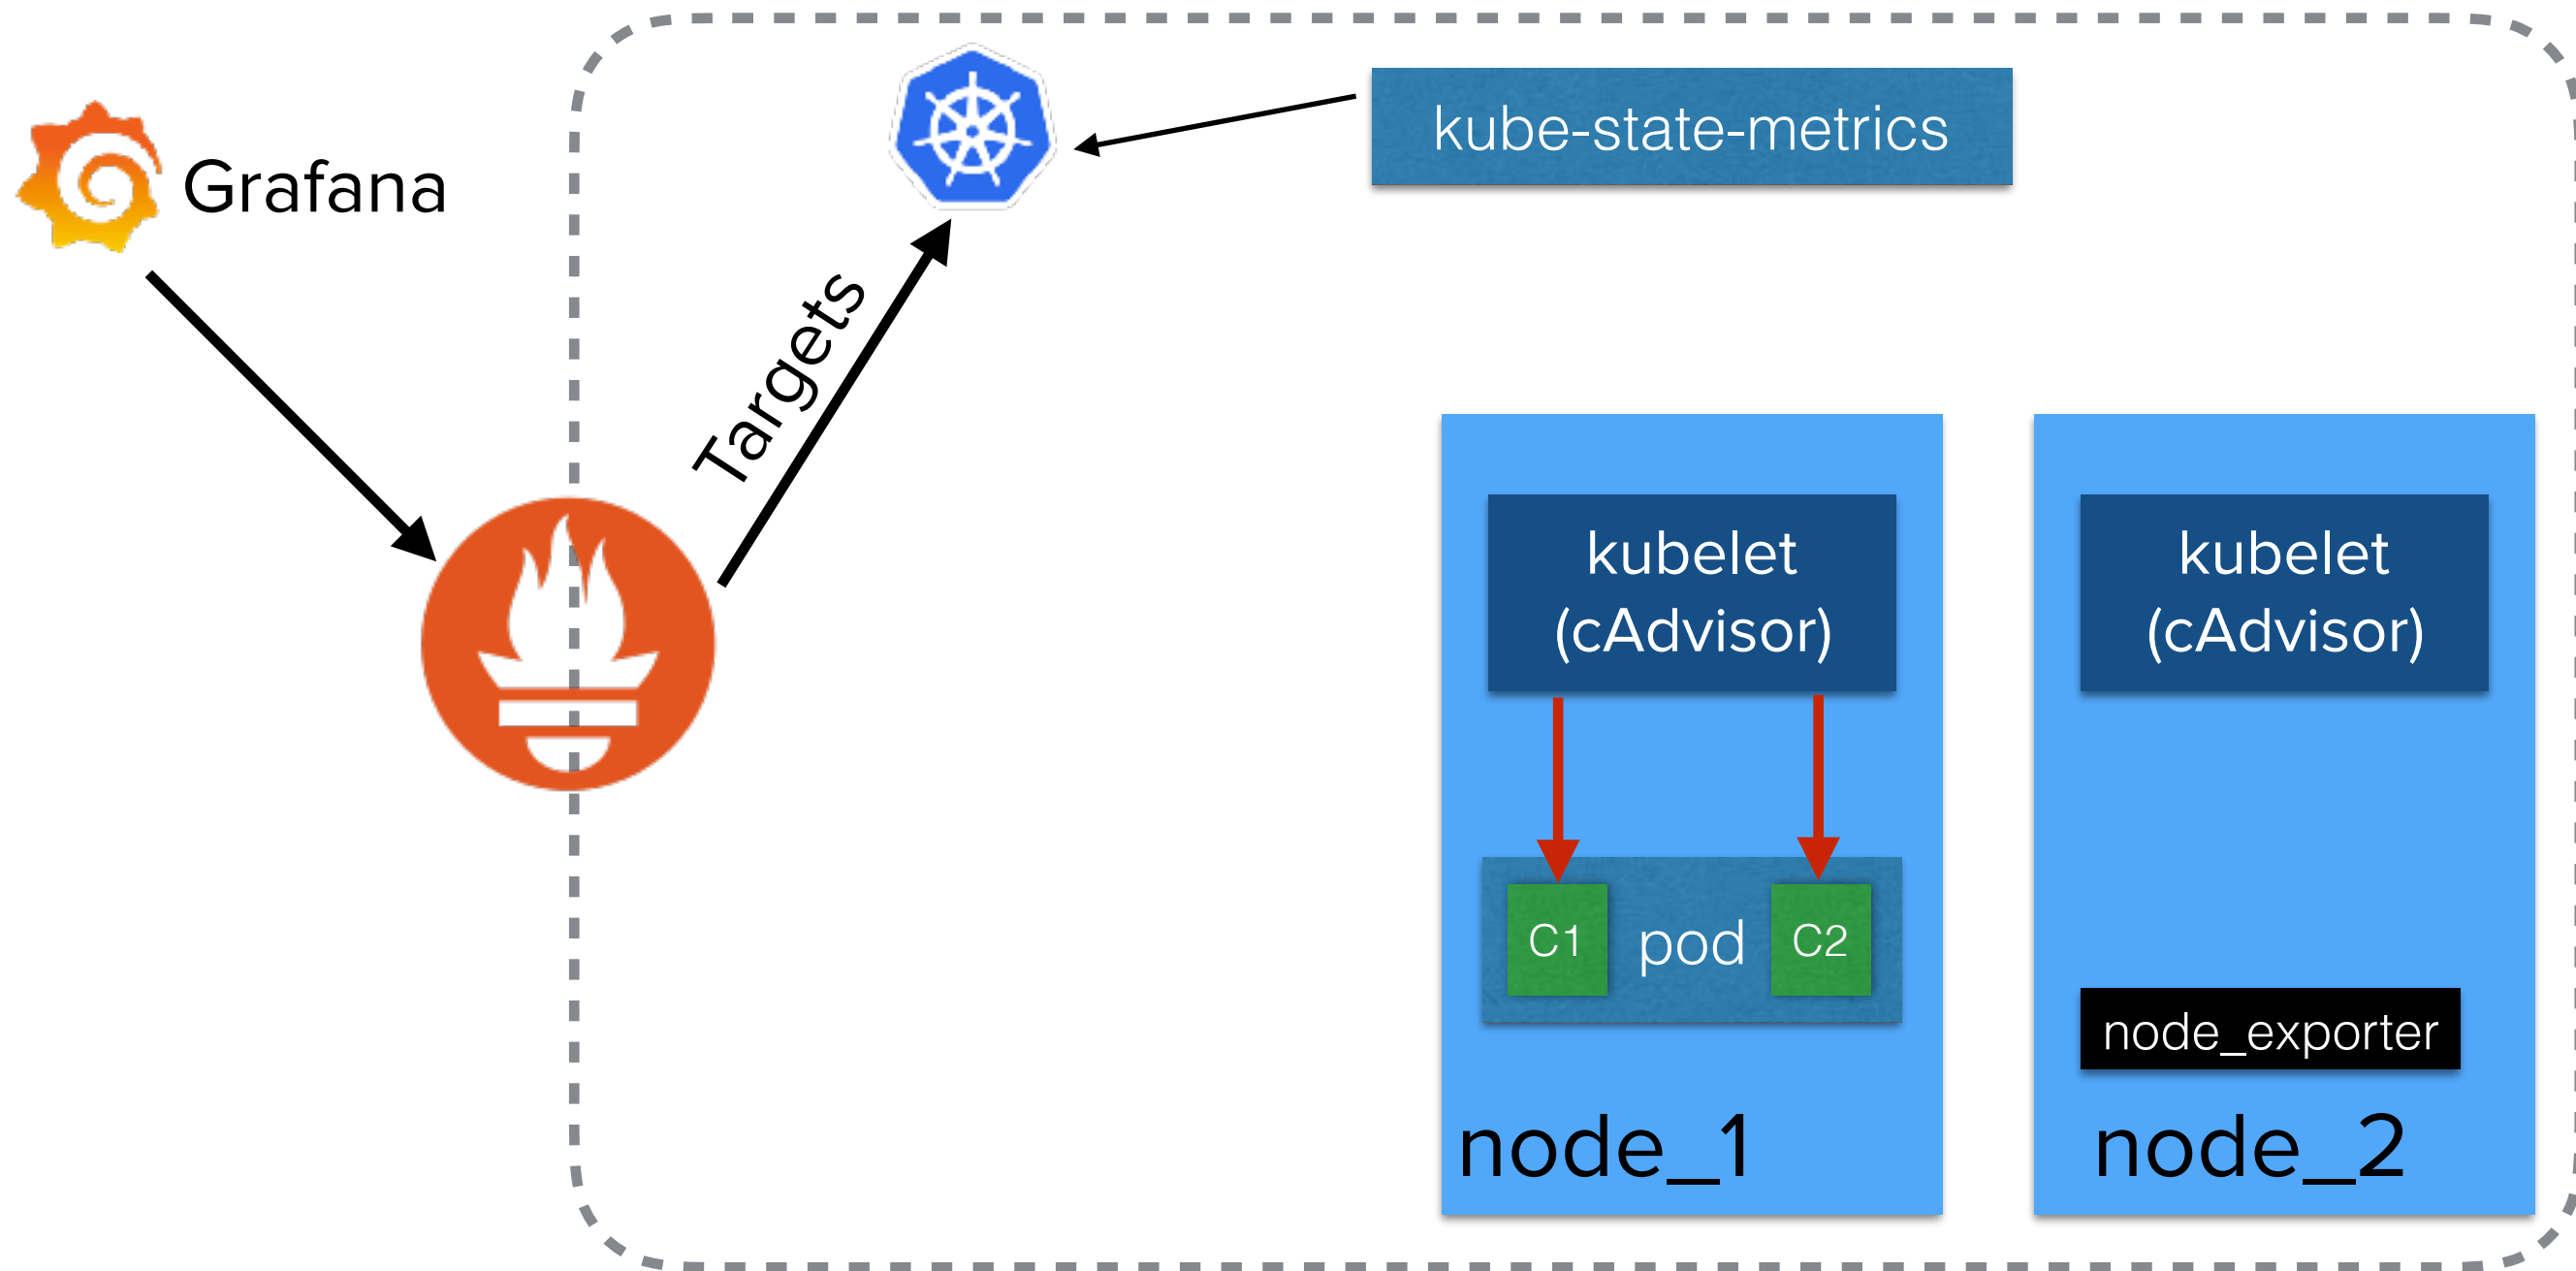 Grafana
kube-state-metrics
Targets
kubelet
(cAdvisor)
C1
pod
C2
node_1
kubelet
(cAdvisor)
node_exporter
node_2